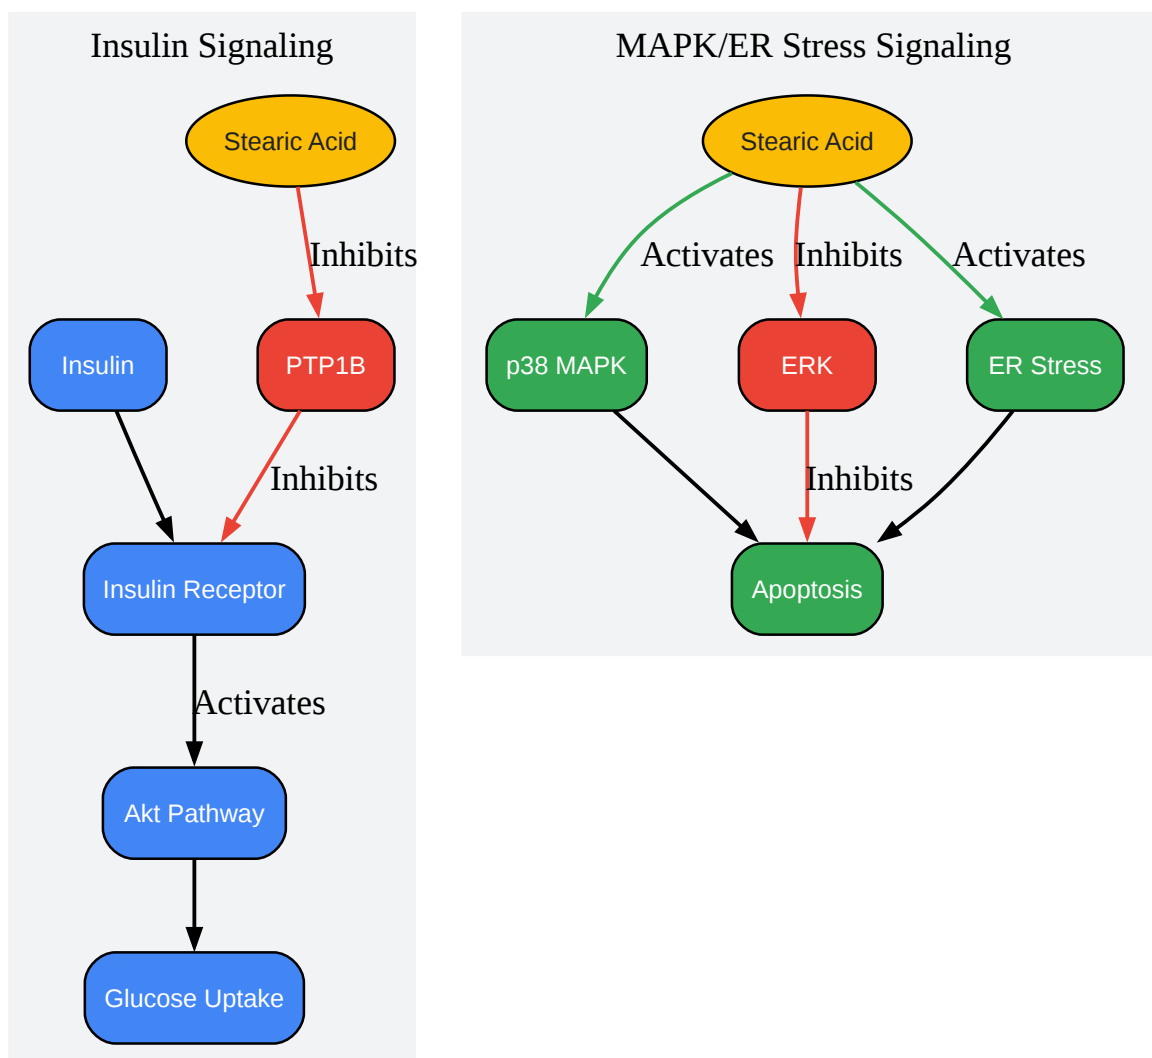 Insulin Signaling
Stearic Acid
Inhibits
Insulin
PTP1B
Inhibits
Insulin Receptor
Activates
Akt Pathway
Glucose Uptake
MAPK/ER Stress Signaling
Stearic Acid
Activates
Inhibits
Activates
p38 MAPK
ERK
ER Stress
Inhibits
Apoptosis